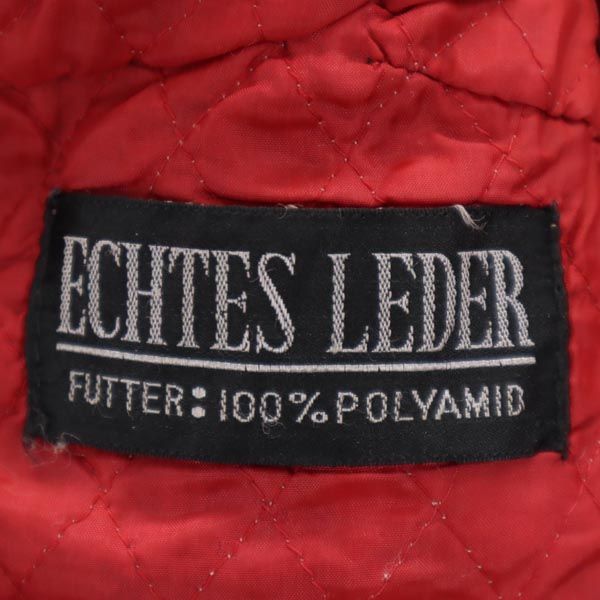 ECHTES LEDER
FUTTER: 100% POLYAMID